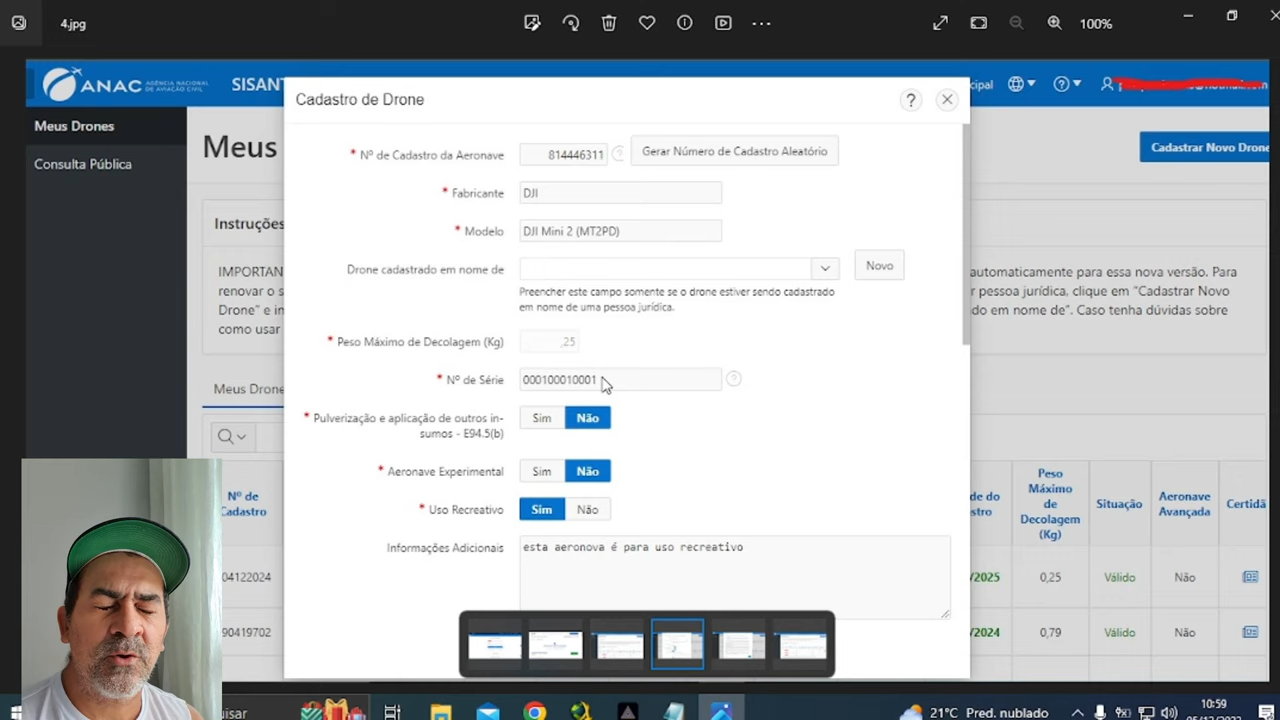 4.jpg
100%
ANAC AGÊNCIA NACIONAL DE AVIAÇÃO CIVIL
SISANT
cipal
Meus Drones
Consulta Pública
Meus
Cadastrar Novo Drone
Cadastro de Drone
* Nº de Cadastro da Aeronave 814446311 Gerar Número de Cadastro Aleatório
* Fabricante DJI
* Modelo DJI Mini 2 (MT2PD)
Drone cadastrado em nome de Novo
Preencher este campo somente se o drone estiver sendo cadastrado
em nome de uma pessoa jurídica.
* Peso Máximo de Decolagem (Kg) ,25
* Nº de Série 000100010001
* Pulverização e aplicação de outros in-
sumos - E94.5(b)
Sim Não
* Aeronave Experimental Sim Não
* Uso Recreativo Sim Não
Informações Adicionais esta aeronova é para uso recreativo
Instruções
IMPORTAN
renovar o s
Drone" e in
como usar
automaticamente para essa nova versão. Para
r pessoa jurídica, clique em "Cadastrar Novo
do em nome de". Caso tenha dúvidas sobre
Meus Drone
Nº de
Cadastro
de do
stro
Peso
Máximo
de
Decolagem
(Kg)
Situação
Aeronave
Avançada
Certidã
04122024 /2025 0,25 Válido Não
90419702 /2024 0,79 Válido Não
uisar
21°C Pred. nublado
10:59